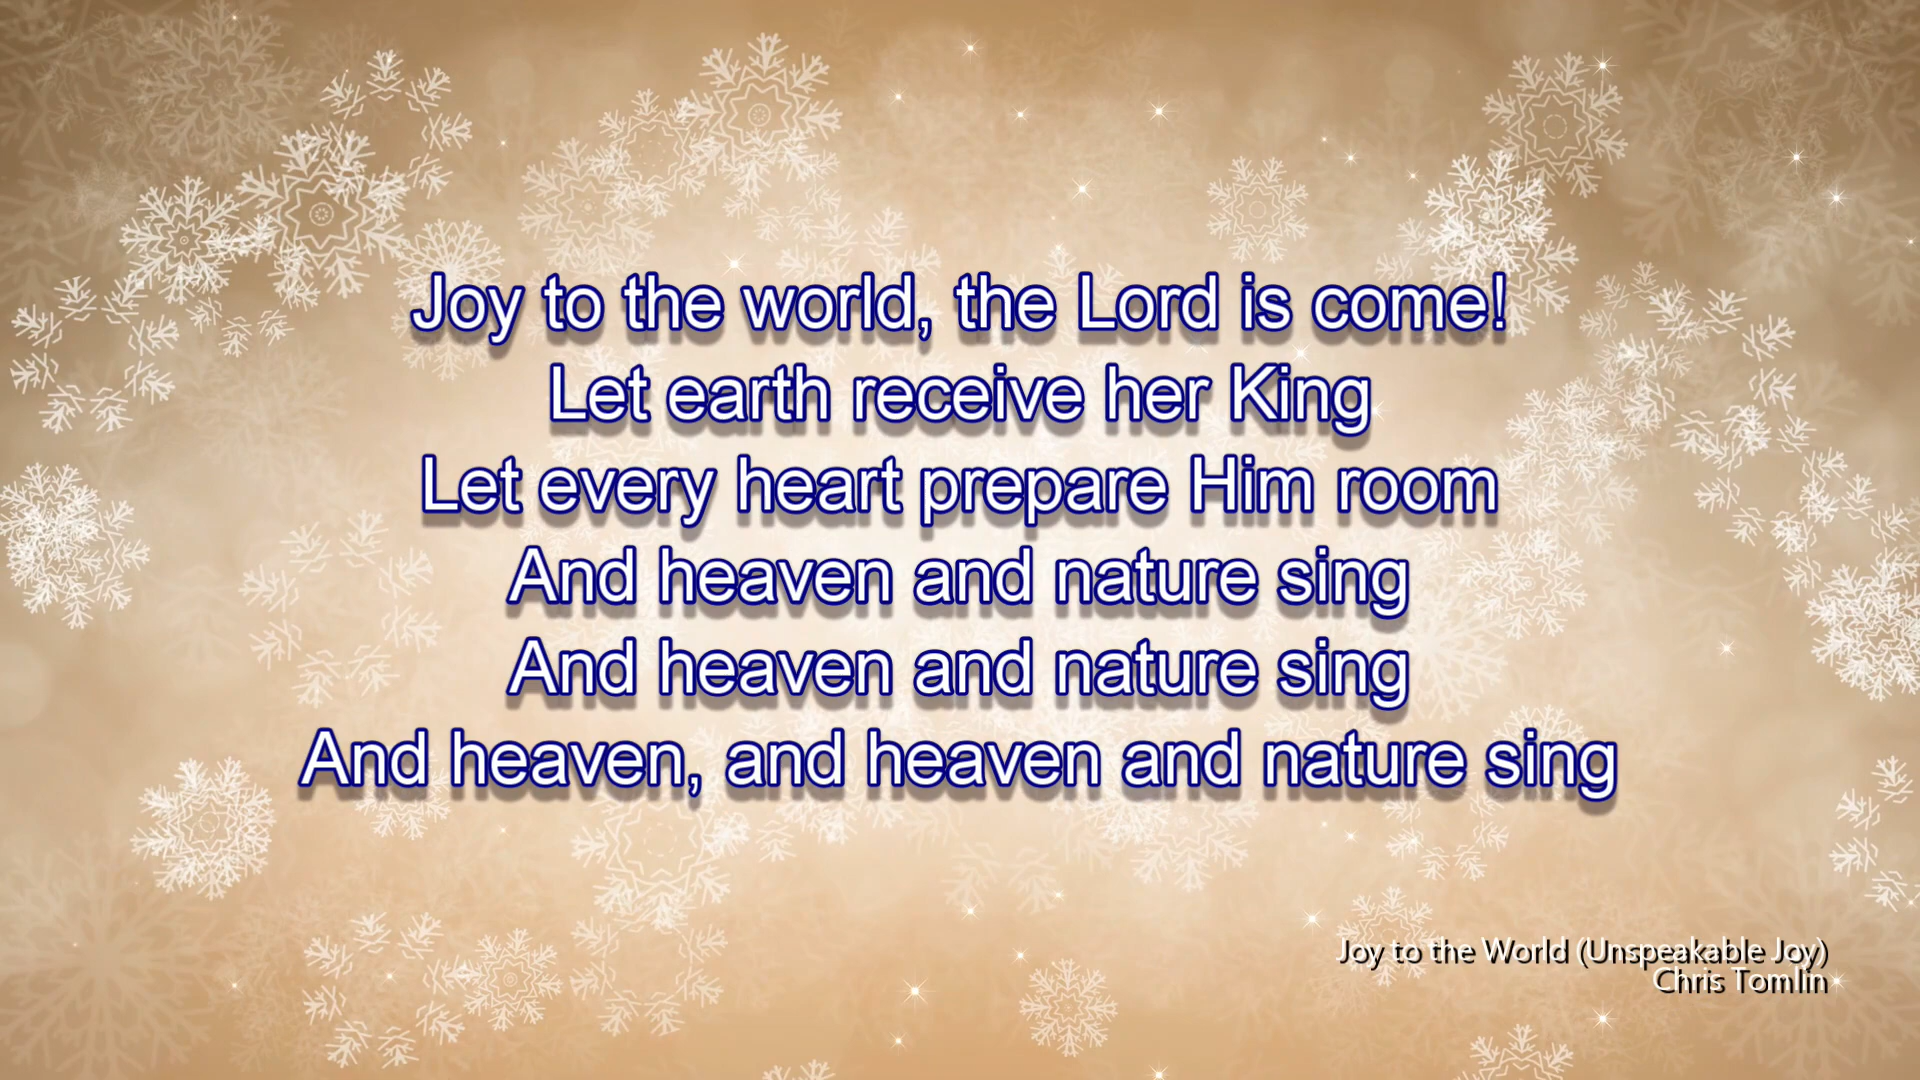 Joy to the world, the Lord is come!
Let earth receive her King
Let every heart prepare Him room
And heaven and nature sing
And heaven and nature sing
And heaven, and heaven and nature sing
Joy to the World (Unspeakable Joy)
Chris Tomlin